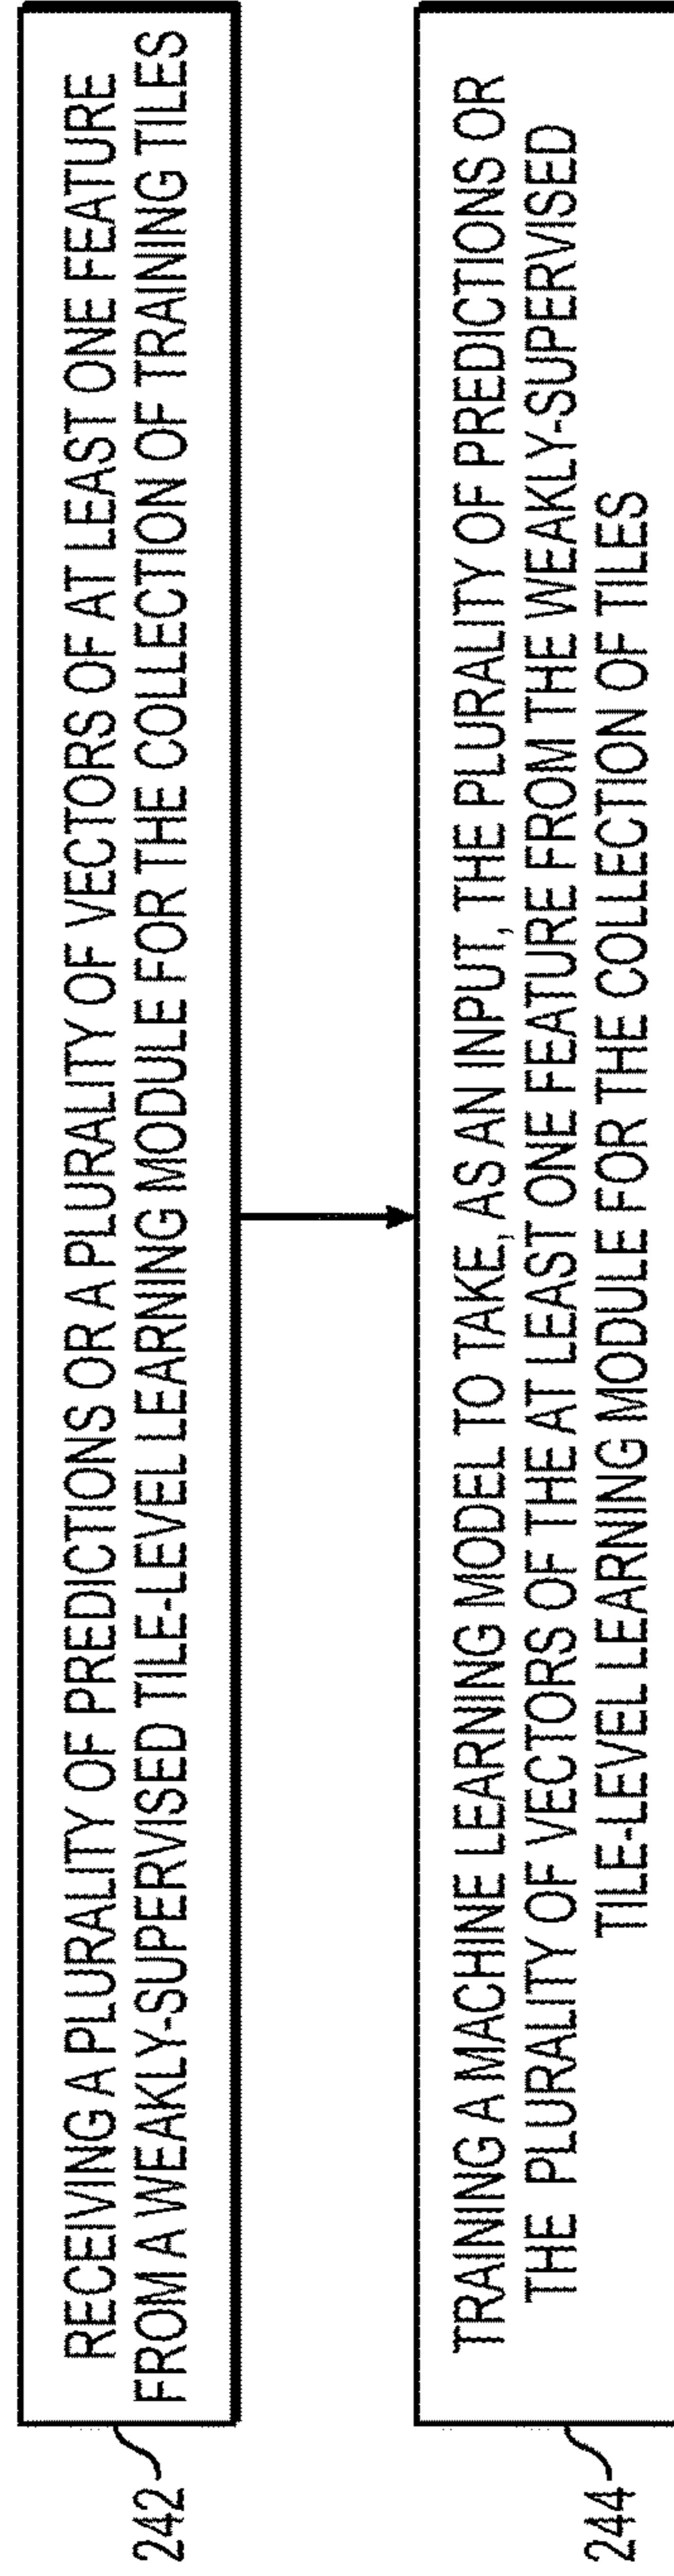 242
RECEIVING A PLURALITY OF PREDICTIONS OR A PLURALITY OF VECTORS OF AT LEAST ONE FEATURE
FROM A WEAKLY-SUPERVISED TILE-LEVEL LEARNING MODULE FOR THE COLLECTION OF TRAINING TILES
244
TRAINING A MACHINE LEARNING MODEL TO TAKE, AS AN INPUT, THE PLURALITY OF PREDICTIONS OR
THE PLURALITY OF VECTORS OF THE AT LEAST ONE FEATURE FROM THE WEAKLY-SUPERVISED
TILE-LEVEL LEARNING MODULE FOR THE COLLECTION OF TILES